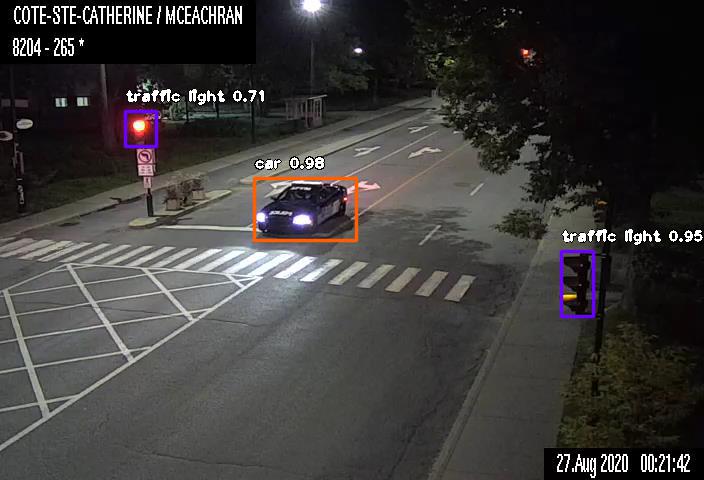 COTE-STE-CATHERINE / MCEACHRAN
8204 - 265 *
traffic light 0.71
car 0.98
traffic light 0.95
27.Aug 2020 00:21:42